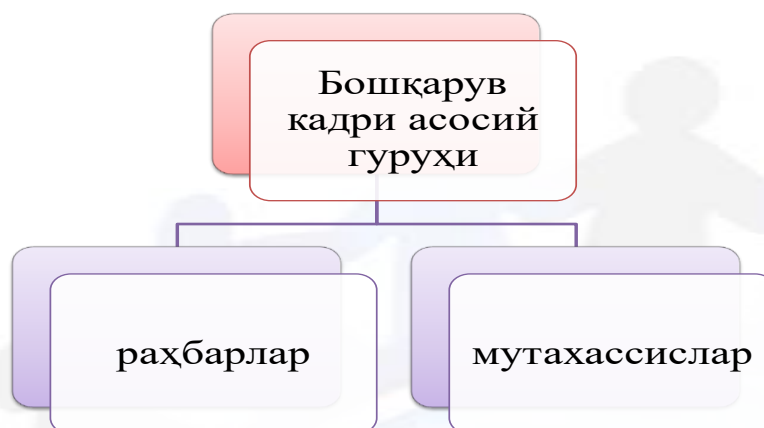 Бошқарув
кадри асосий
гуруҳи
раҳбарлар
мутахассислар